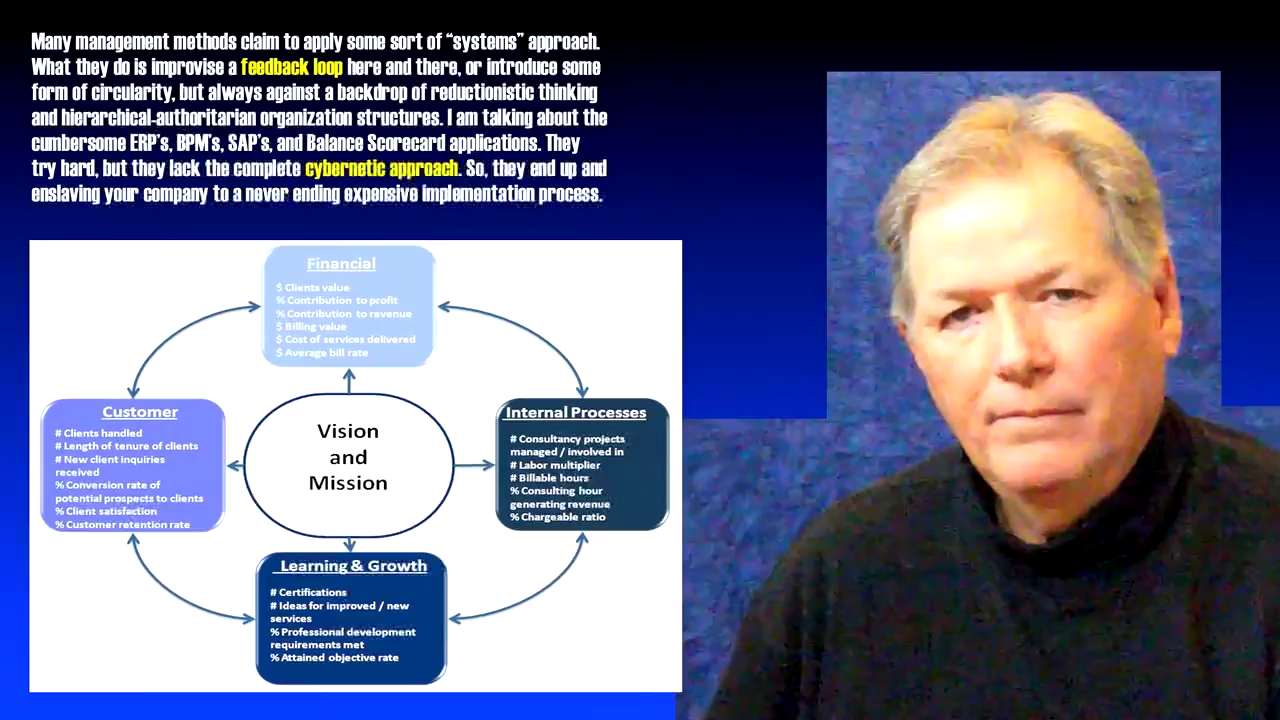 Many management methods claim to apply some sort of “systems” approach.
What they do is improvise a feedback loop here and there, or introduce some
form of circularity, but always against a backdrop of reductionistic thinking
and hierarchical-authoritarian organization structures. I am talking about the
cumbersome ERP's, BPM's, SAP's, and Balance Scorecard applications. They
try hard, but they lack the complete cybernetic approach. So, they end up and
enslaving your company to a never ending expensive implementation process.
Financial
$ Clients value
% Contribution to profit
% Contribution to revenue
$ Billing value
$ Cost of services delivered
$ Average bill rate
Customer
# Clients handled
# Length of tenure of clients
# New client inquiries
received
% Conversion rate of
potential prospects to clients
% Client satisfaction
% Customer retention rate
Vision
and
Mission
Internal Processes
# Consultancy projects
managed / involved in
# Labor multiplier
# Billable hours
% Consulting hour
generating revenue
% Chargeable ratio
Learning & Growth
# Certifications
# Ideas for improved / new
services
% Professional development
requirements met
% Attained objective rate